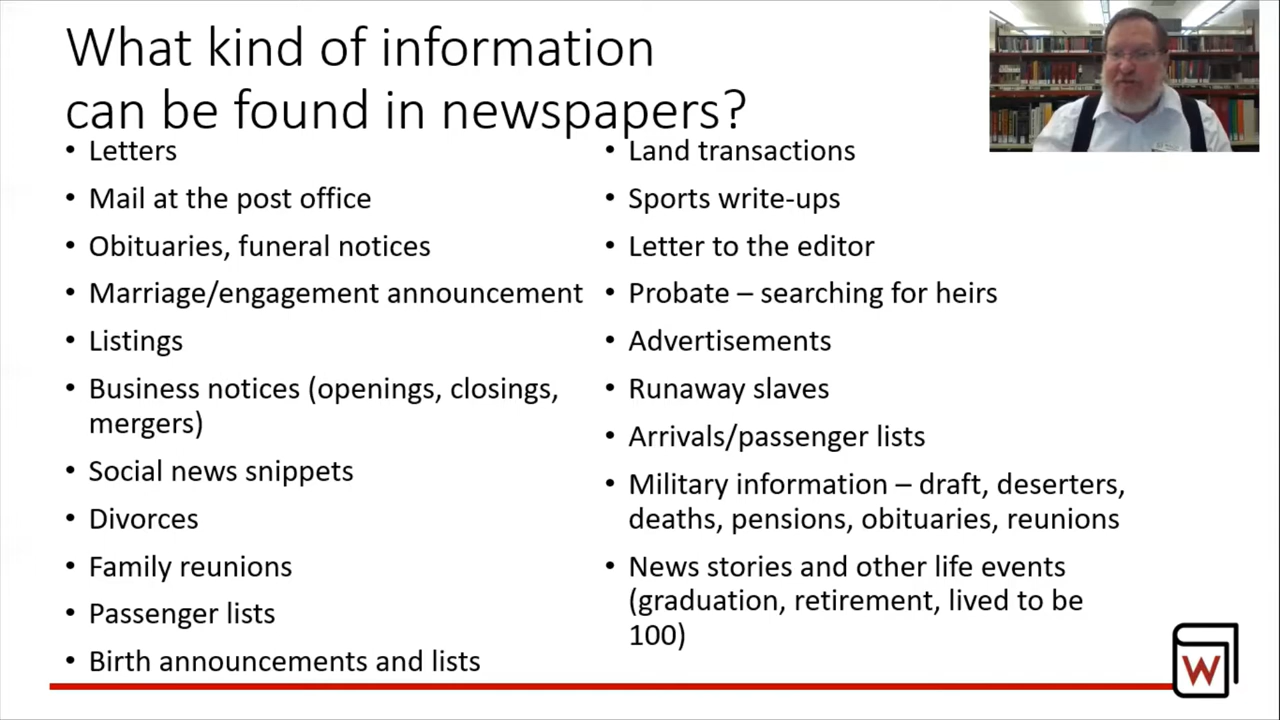 What kind of information
can be found in newspapers?
• Letters
• Mail at the post office
• Obituaries, funeral notices
• Marriage/engagement announcement
• Listings
• Business notices (openings, closings,
mergers)
• Social news snippets
• Divorces
• Family reunions
• Passenger lists
• Birth announcements and lists
• Land transactions
• Sports write-ups
• Letter to the editor
• Probate – searching for heirs
• Advertisements
• Runaway slaves
• Arrivals/passenger lists
• Military information – draft, deserters,
deaths, pensions, obituaries, reunions
• News stories and other life events
(graduation, retirement, lived to be
100)
W